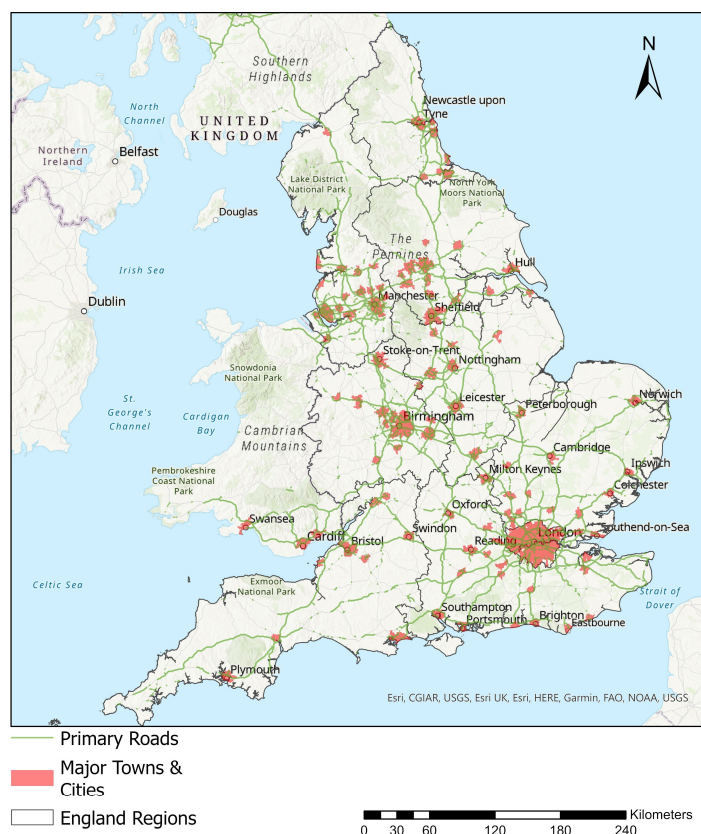 N
Southern
Highlands
Newcastle upon
Tyne
North
Channel
UNITED
KINGDOM
Northern
Ireland
Belfast
Lake District
National Park
North York
Moors National
Park
Douglas
The
Pennines
Irish Sea
Hull
Dublin
Manchester
Sheffield
Stoke-on-Trent
Nottingham
Snowdonia
National Park
St.
George's
Channel
Cardigan
Bay
Cambrian
Mountains
Leicester
Norwich
Peterborough
Birmingham
Cambridge
Ipswich
Milton Keynes
Colchester
Pembrokeshire
Coast National
Park
Oxford
Swansea
Cardiff
Swindon
Bristol
Reading
London
Southend-on-Sea
Celtic Sea
Exmoor
National Park
Strait of
Dover
Southampton
Portsmouth
Brighton
Eastbourne
Plymouth
Esri, CGIAR, USGS, Esri UK, Esri, HERE, Garmin, FAO, NOAA, USGS
Primary Roads
Major Towns &
Cities
England Regions
Kilometers
0 15 30 60 120 180 240